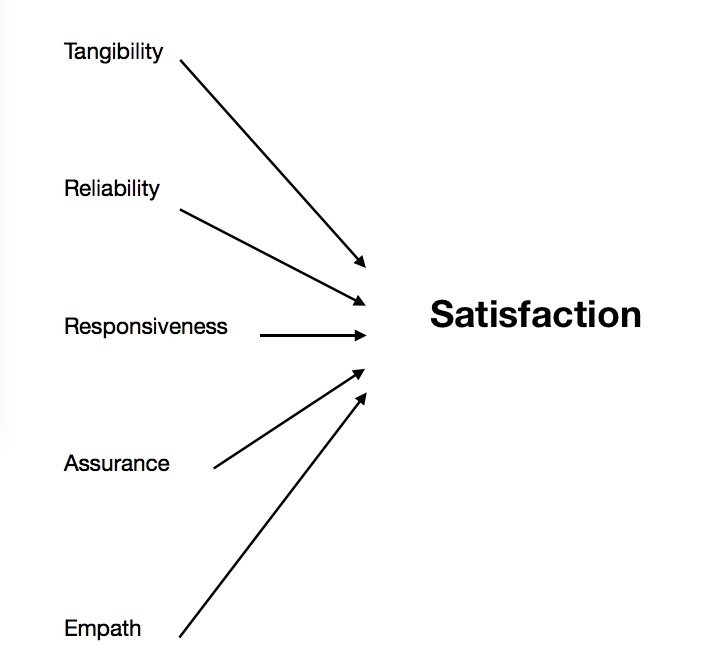 Tangibility
Reliability
Responsiveness
Satisfaction
Assurance
Empath